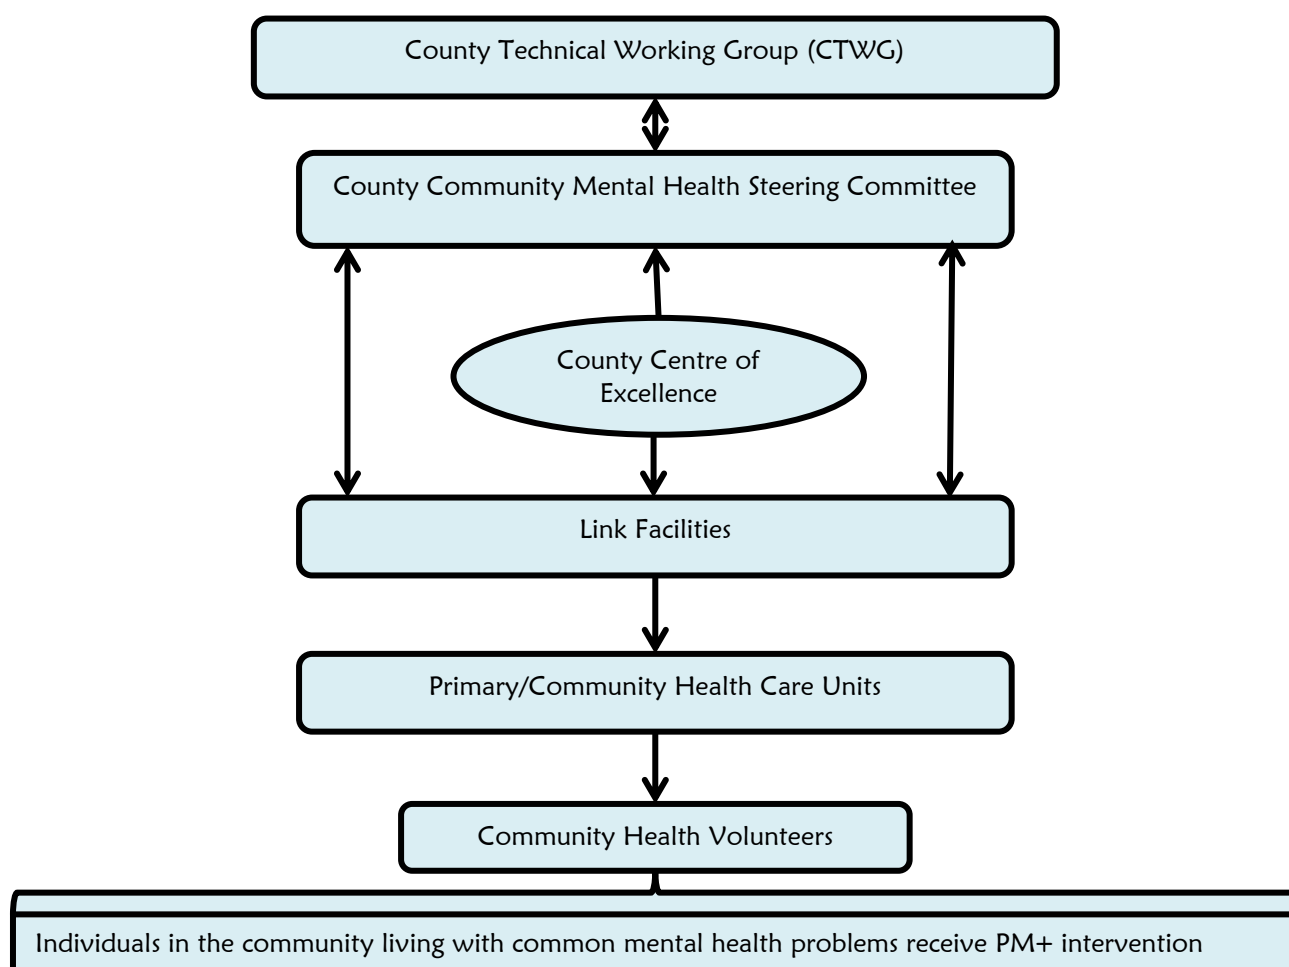 County Technical Working Group (CTWG)
County Community Mental Health Steering Committee
County Centre of
Excellence
Link Facilities
Primary/Community Health Care Units
Community Health Volunteers
Individuals in the community living with common mental health problems receive PM+ intervention